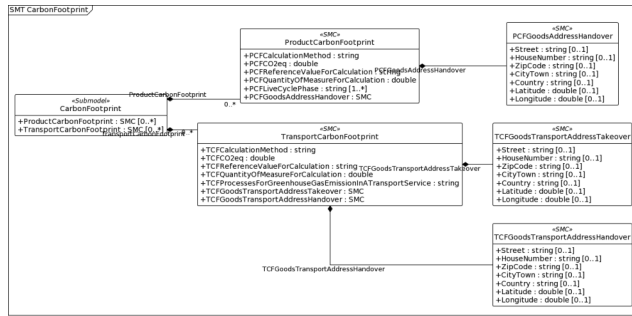 SMT CarbonFootprint
«SMC»
ProductCarbonFootprint
+PCFCalculationMethod : string
+PCFCO2eq : double
+PCFReferenceValueForCalculation : string
+PCFQuantityOfMeasureForCalculation : double
+PCFLiveCyclePhase : string [1..*]
+PCFGoodsAddressHandover : SMC
PCFGoodsAddressHandover
«SMC»
PCFGoodsAddressHandover
+Street : string [0..1]
+HouseNumber : string [0..1]
+ZipCode : string [0..1]
+CityTown : string [0..1]
+Country : string [0..1]
+Latitude : double [0..1]
+Longitude : double [0..1]
«Submodel»
CarbonFootprint
+ProductCarbonFootprint : SMC [0..*]
+TransportCarbonFootprint : SMC [0..*]
ProductCarbonFootprint
0..*
TransportCarbonFootprint
0..*
«SMC»
TransportCarbonFootprint
+TCFCalculationMethod : string
+TCFCO2eq : double
+TCFReferenceValueForCalculation : string
+TCFQuantityOfMeasureForCalculation : double
+TCFProcessesForGreenhouseGasEmissionInATransportService : string
+TCFGoodsTransportAddressTakeover : SMC
+TCFGoodsTransportAddressHandover : SMC
TCFGoodsTransportAddressTakeover
«SMC»
TCFGoodsTransportAddressTakeover
+Street : string [0..1]
+HouseNumber : string [0..1]
+ZipCode : string [0..1]
+CityTown : string [0..1]
+Country : string [0..1]
+Latitude : double [0..1]
+Longitude : double [0..1]
TCFGoodsTransportAddressHandover
«SMC»
TCFGoodsTransportAddressHandover
+Street : string [0..1]
+HouseNumber : string [0..1]
+ZipCode : string [0..1]
+CityTown : string [0..1]
+Country : string [0..1]
+Latitude : double [0..1]
+Longitude : double [0..1]